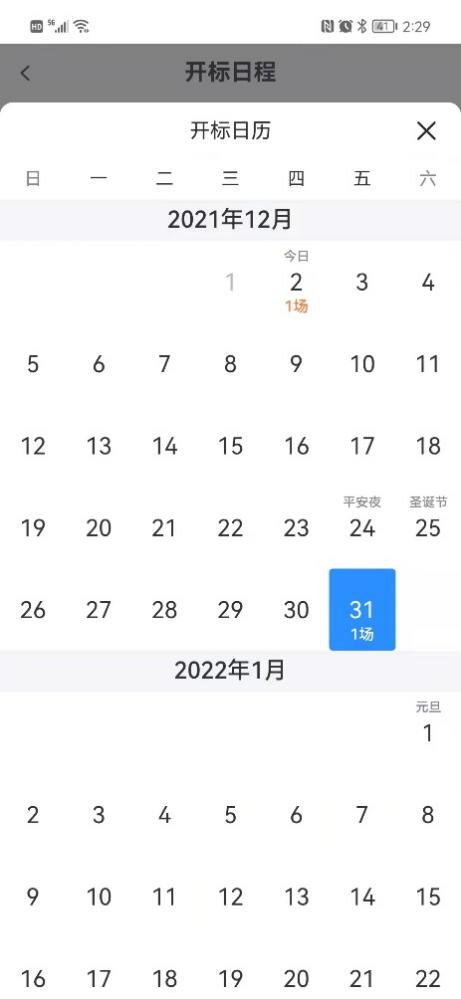 HD 5G 41 2:29
开标日程
开标日历
日 一 二 三 四 五 六
2021年12月
今日
1 2 3 4
1场
5 6 7 8 9 10 11
12 13 14 15 16 17 18
平安夜 圣诞节
19 20 21 22 23 24 25
26 27 28 29 30 31
1场
2022年1月
元旦
1
2 3 4 5 6 7 8
9 10 11 12 13 14 15
16 17 18 19 20 21 22